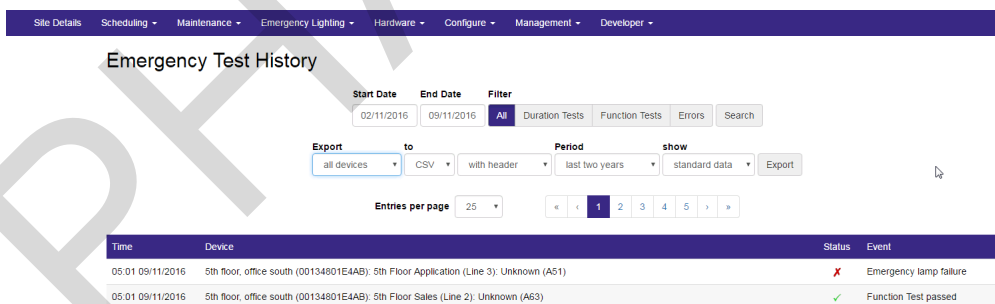 Site Details Scheduling Maintenance Emergency Lighting Hardware Configure Management Developer
Emergency Test History
Start Date End Date Filter
02/11/2016 09/11/2016 All Duration Tests Function Tests Errors Search
Export to Period show
all devices CSV with header last two years standard data Export
Entries per page 25 « ‹ 1 2 3 4 5 › »
Time Device Status Event
05:01 09/11/2016 5th floor, office south (00134801E4AB): 5th Floor Application (Line 3): Unknown (A51) ✗ Emergency lamp failure
05:01 09/11/2016 5th floor, office south (00134801E4AB): 5th Floor Sales (Line 2): Unknown (A63) ✓ Function Test passed